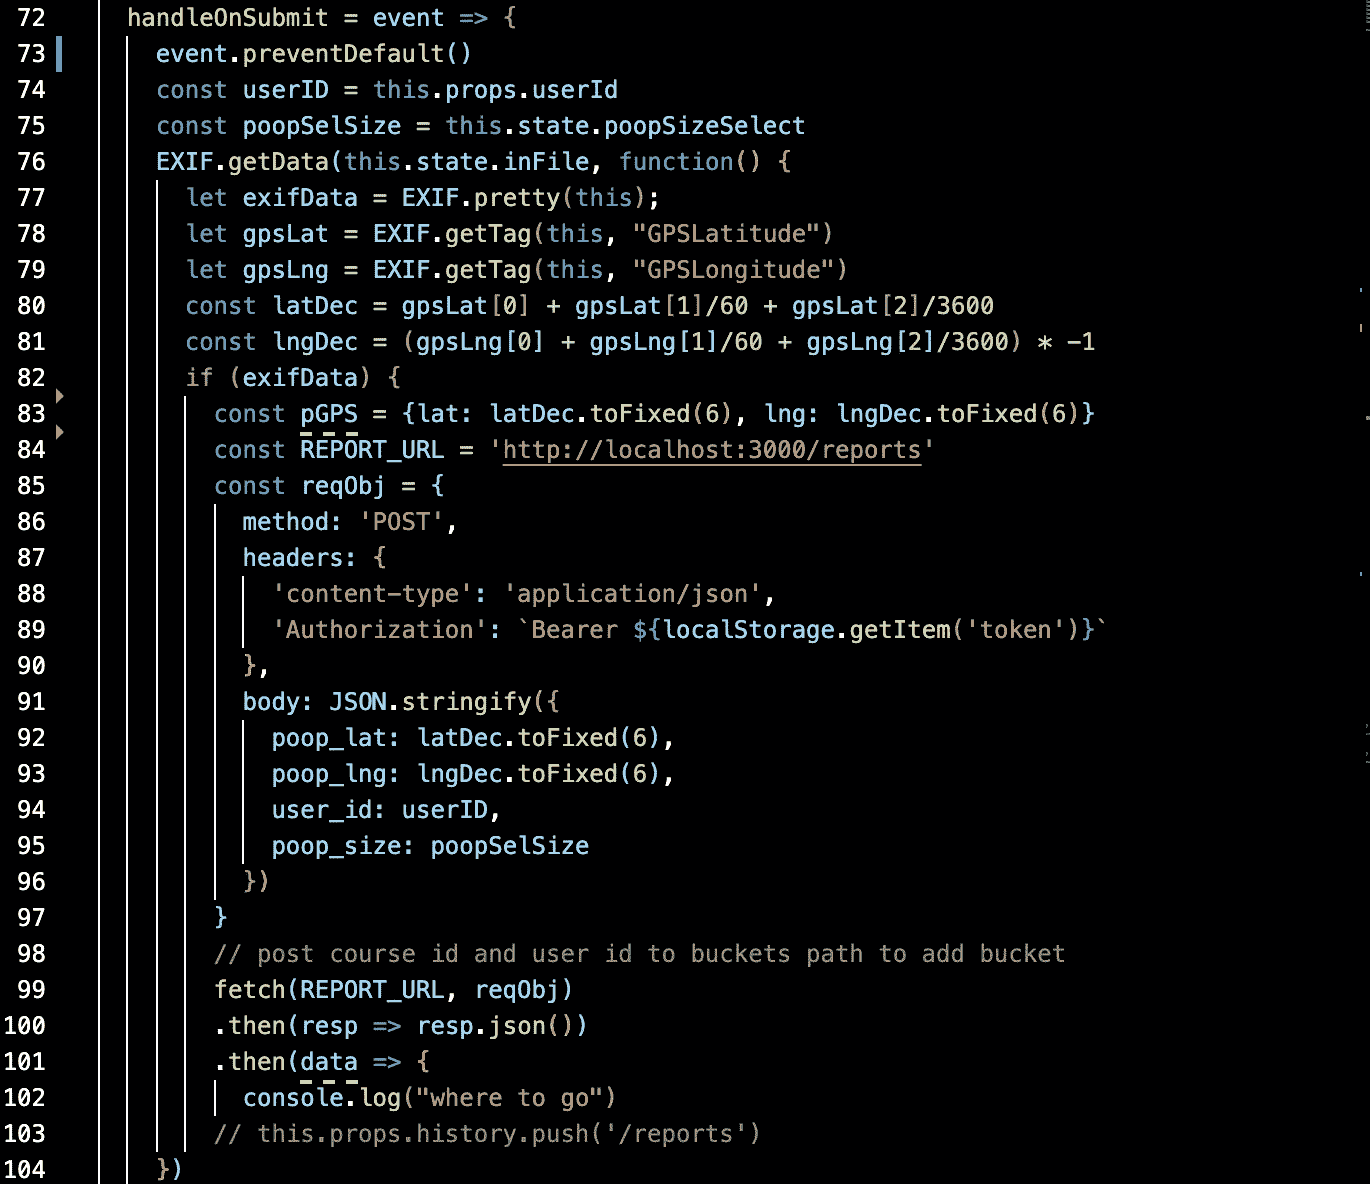 72 handleOnSubmit = event => {
73 event.preventDefault()
74 const userID = this.props.userId
75 const poopSelSize = this.state.poopSizeSelect
76 EXIF.getData(this.state.inFile, function() {
77 let exifData = EXIF.pretty(this);
78 let gpsLat = EXIF.getTag(this, "GPSLatitude")
79 let gpsLng = EXIF.getTag(this, "GPSLongitude")
80 const latDec = gpsLat[0] + gpsLat[1]/60 + gpsLat[2]/3600
81 const lngDec = (gpsLng[0] + gpsLng[1]/60 + gpsLng[2]/3600) * -1
82 if (exifData) {
83 const pGPS = {lat: latDec.toFixed(6), lng: lngDec.toFixed(6)}
84 const REPORT_URL = 'http://localhost:3000/reports'
85 const reqObj = {
86 method: 'POST',
87 headers: {
88 'content-type': 'application/json',
89 'Authorization': `Bearer ${localStorage.getItem('token')}`
90 },
91 body: JSON.stringify({
92 poop_lat: latDec.toFixed(6),
93 poop_lng: lngDec.toFixed(6),
94 user_id: userID,
95 poop_size: poopSelSize
96 })
97 }
98 // post course id and user id to buckets path to add bucket
99 fetch(REPORT_URL, reqObj)
100 .then(resp => resp.json())
101 .then(data => {
102 console.log("where to go")
103 // this.props.history.push('/reports')
104 })